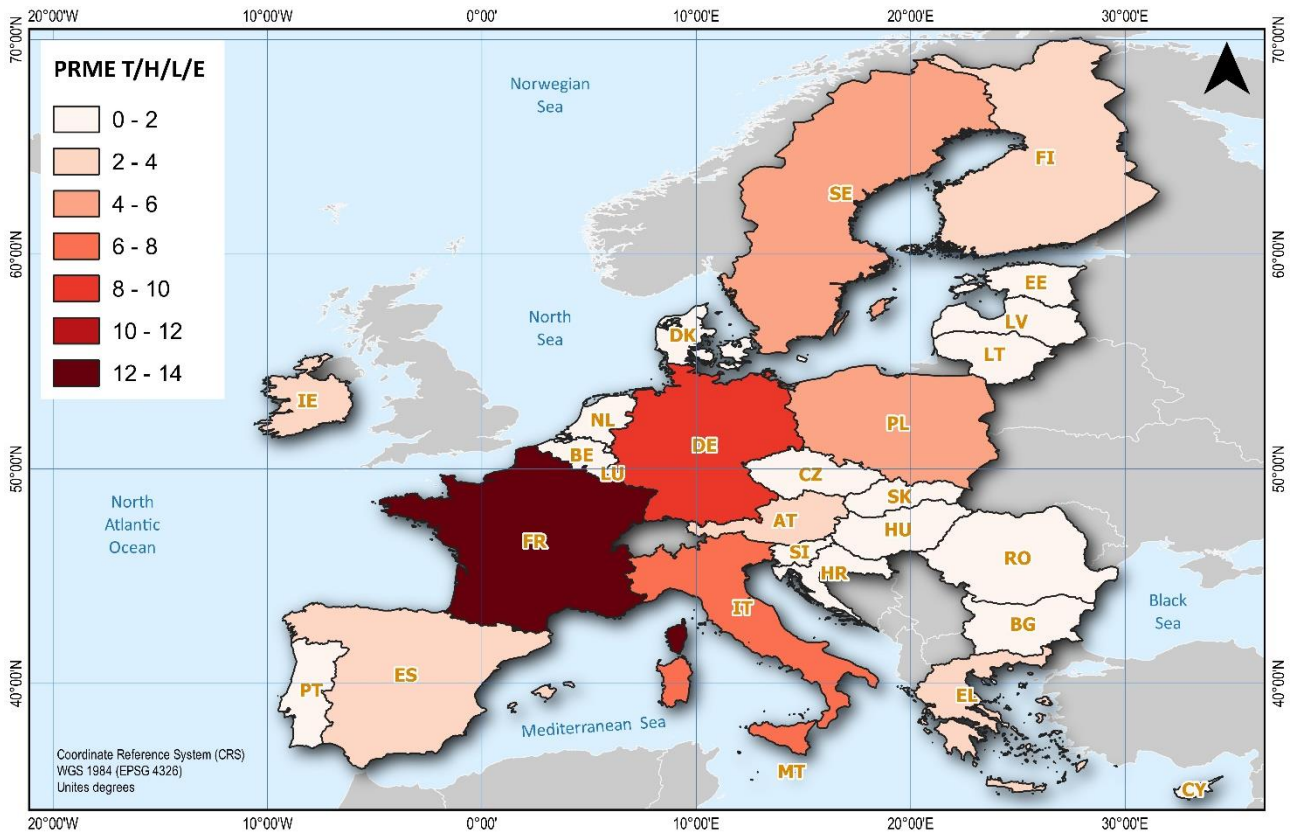 20°00'W 10°00'W 0°00' 10°00'E 20°00'E 30°00'E
70°00'N 70°00'N
PRME T/H/L/E
0 - 2
2 - 4
4 - 6
6 - 8
8 - 10
10 - 12
12 - 14
Norwegian
Sea
FI
SE
60°00'N 60°00'N
EE
North
Sea
DK
LV
LT
IE
NL
PL
DE
BE
LU
50°00'N 50°00'N
CZ
SK
North
Atlantic
Ocean
AT
HU
FR
SI
RO
HR
Black
Sea
IT
BG
ES
PT
EL
40°00'N 40°00'N
Mediterranean Sea
MT
CY
Coordinate Reference System (CRS)
WGS 1984 (EPSG 4326)
Unites degrees
20°00'W 10°00'W 0°00' 10°00'E 20°00'E 30°00'E